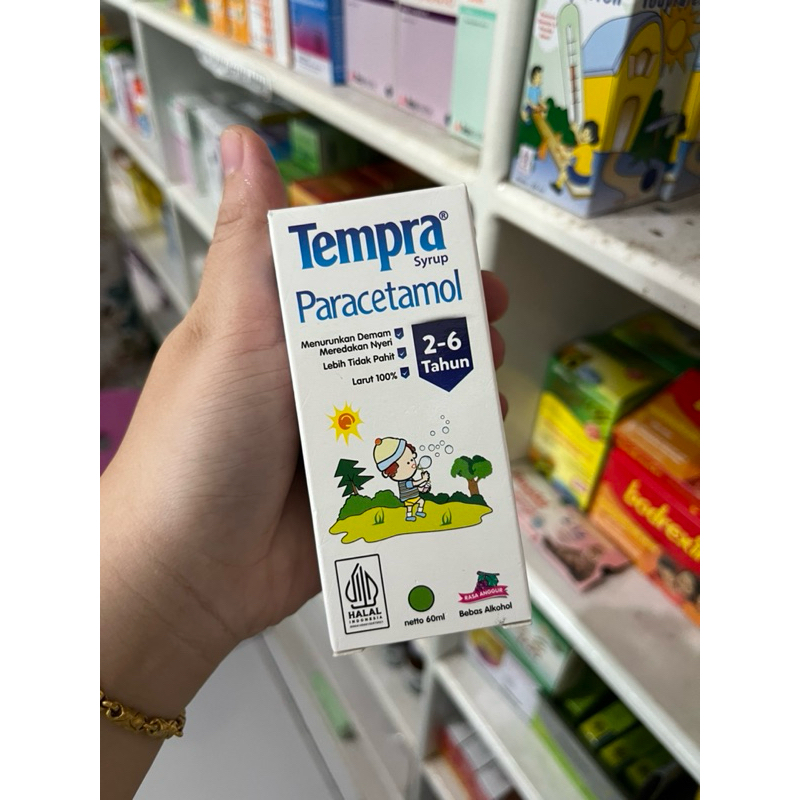 Tempra®
Syrup
Paracetamol
Menurunkan Demam
Meredakan Nyeri
Lebih Tidak Pahit
Larut 100%
2-6
Tahun
HALAL
INDONESIA
netto 60ml
RASA ANGGUR
Bebas Alkohol
bodrex